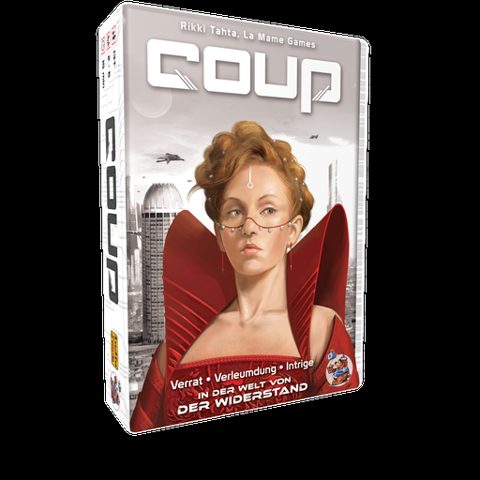 Rikki Tahta, La Mame Games
COUP
COUP
Verrat • Verleumdung • Intrige
IN DER WELT VON
DER WIDERSTAND